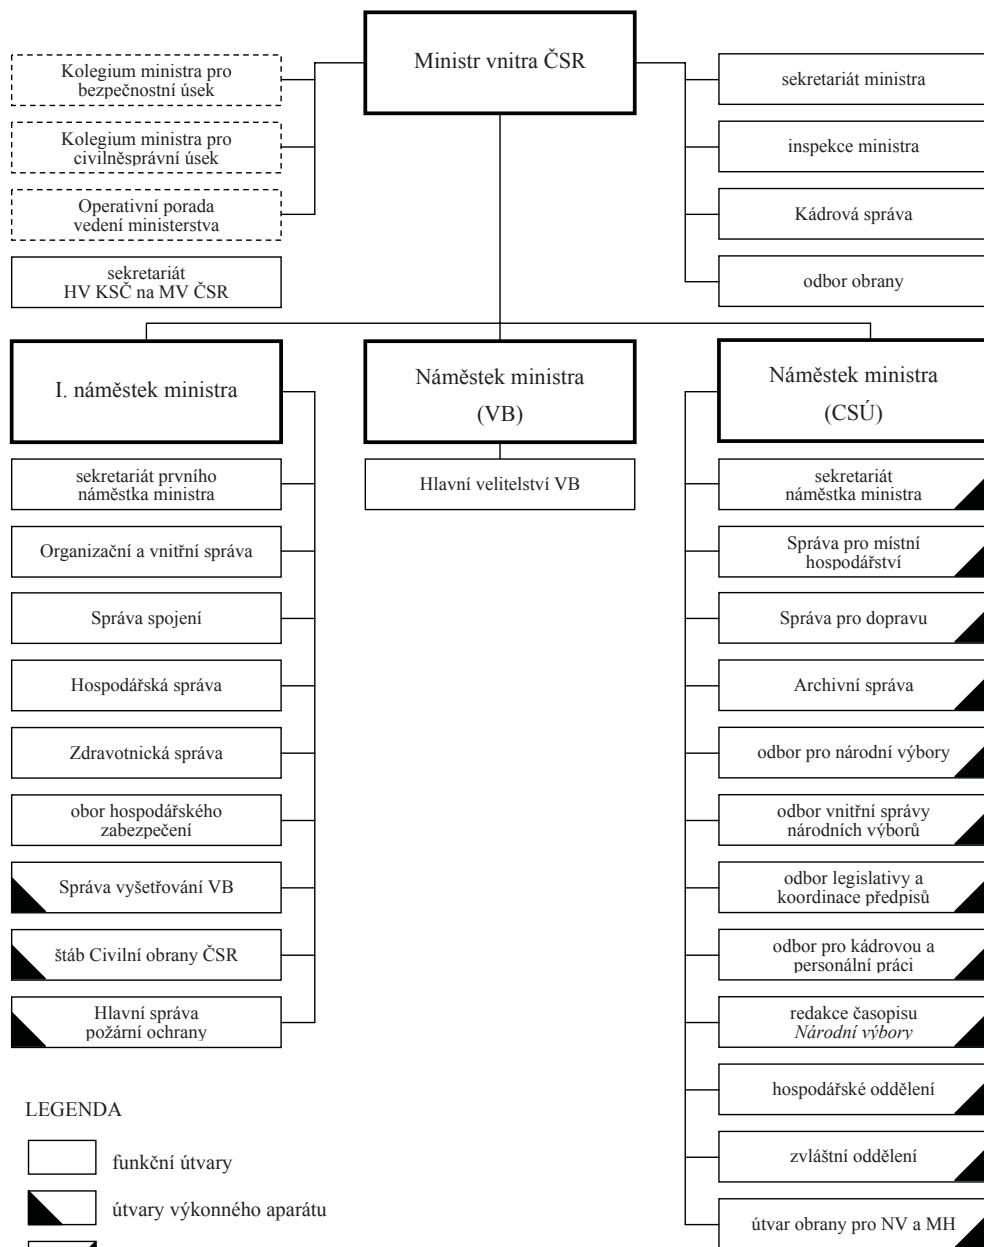 Ministr vnitra ČSR
Kolegium ministra pro
bezpečnostní úsek
Kolegium ministra pro
civilněsprávní úsek
Operativní porada
vedení ministerstva
sekretariát
HV KSČ na MV ČSR
sekretariát ministra
inspekce ministra
Kádrová správa
odbor obrany
I. náměstek ministra
sekretariát prvního
náměstka ministra
Organizační a vnitřní správa
Správa spojení
Hospodářská správa
Zdravotnická správa
obor hospodářského
zabezpečení
Správa vyšetřování VB
štáb Civilní obrany ČSR
Hlavní správa
požární ochrany
Náměstek ministra
(VB)
Hlavní velitelství VB
Náměstek ministra
(CSÚ)
sekretariát
náměstka ministra
Správa pro místní
hospodářství
Správa pro dopravu
Archivní správa
odbor pro národní výbory
odbor vnitřní správy
národních výborů
odbor legislativy a
koordinace předpisů
odbor pro kádrovou a
personální práci
redakce časopisu
Národní výbory
hospodářské oddělení
zvláštní oddělení
útvar obrany pro NV a MH
LEGENDA
funkční útvary
útvary výkonného aparátu